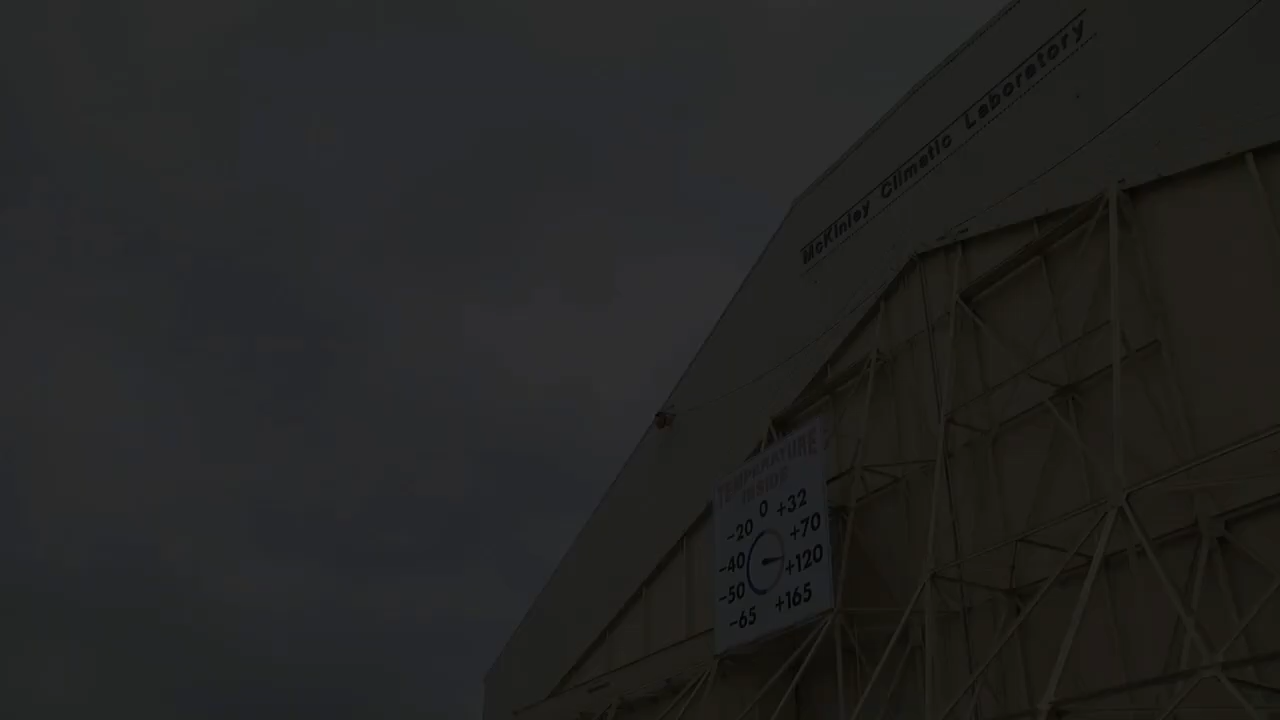 McKinley Climatic Laboratory
TEMPERATURE
INSIDE
0 +32
-20 +70
-40 +120
-50 +165
-65